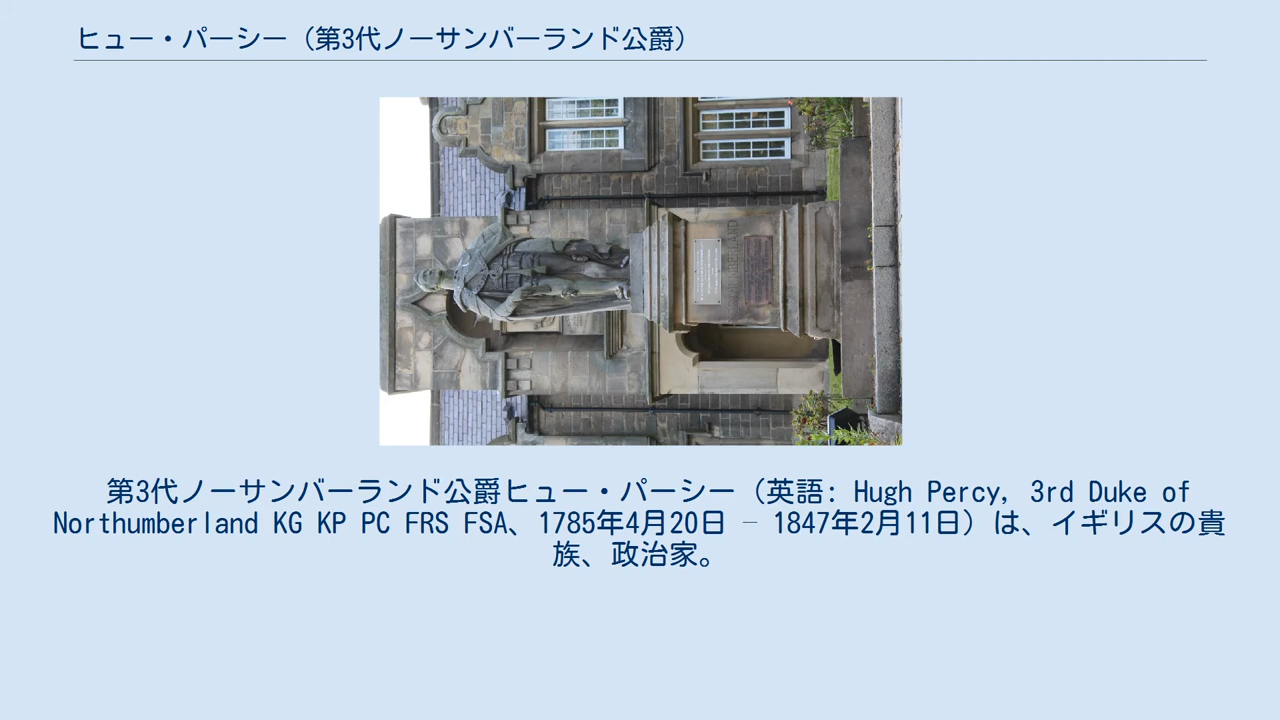 ヒュー・パーシー（第3代ノーサンバーランド公爵）
第3代ノーサンバーランド公爵ヒュー・パーシー（英語: Hugh Percy, 3rd Duke of
Northumberland KG KP PC FRS FSA、1785年4月20日 – 1847年2月11日）は、イギリスの貴
族、政治家。